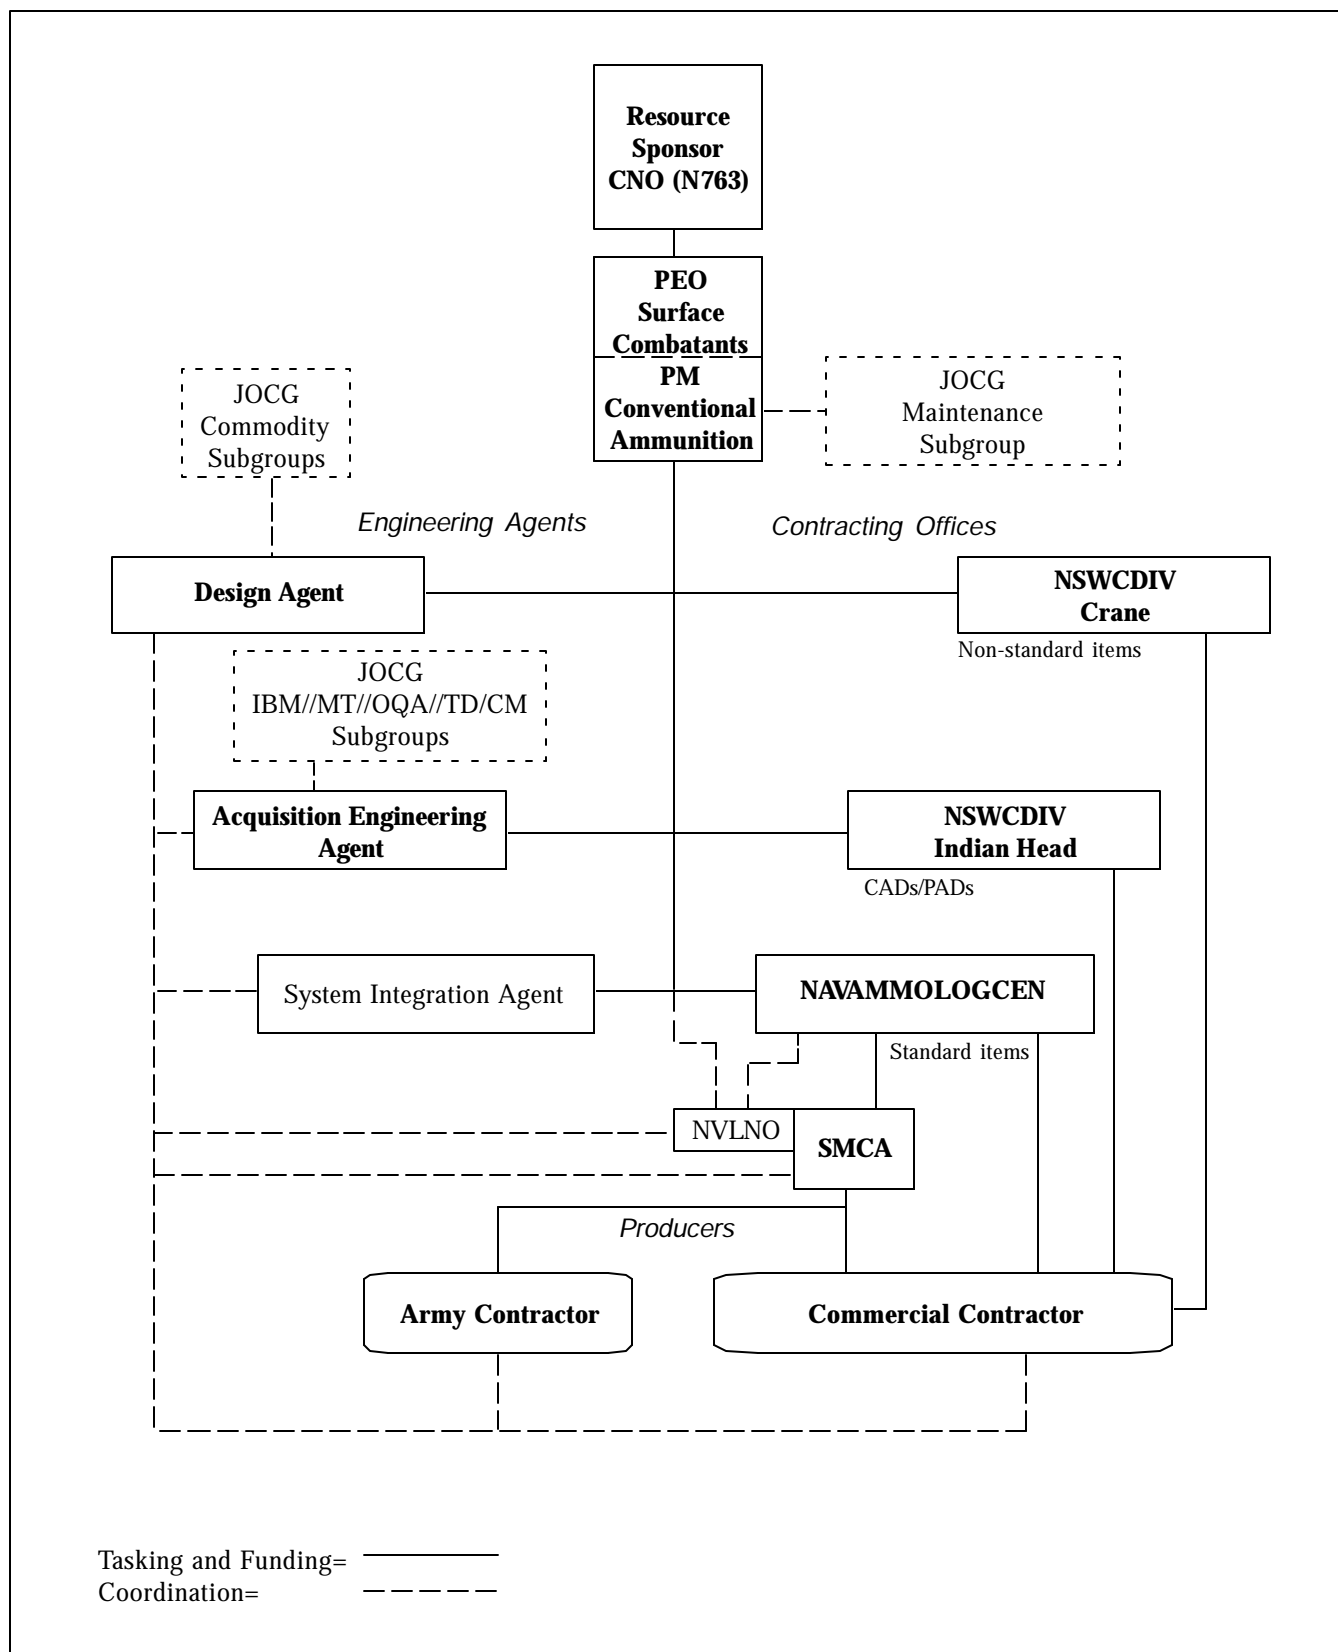 Resource
Sponsor
CNO (N763)
PEO
Surface
Combatants
PM
Conventional
Ammunition
JOCG
Commodity
Subgroups
JOCG
Maintenance
Subgroup
Engineering Agents
Contracting Offices
Design Agent
NSWCDIV
Crane
Non-standard items
JOCG
IBM//MT//OQA//TD/CM
Subgroups
Acquisition Engineering
Agent
NSWCDIV
Indian Head
CADs/PADs
System Integration Agent
NAVAMMOLOGCEN
Standard items
NVLNO
SMCA
Producers
Army Contractor
Commercial Contractor
Tasking and Funding=
Coordination=